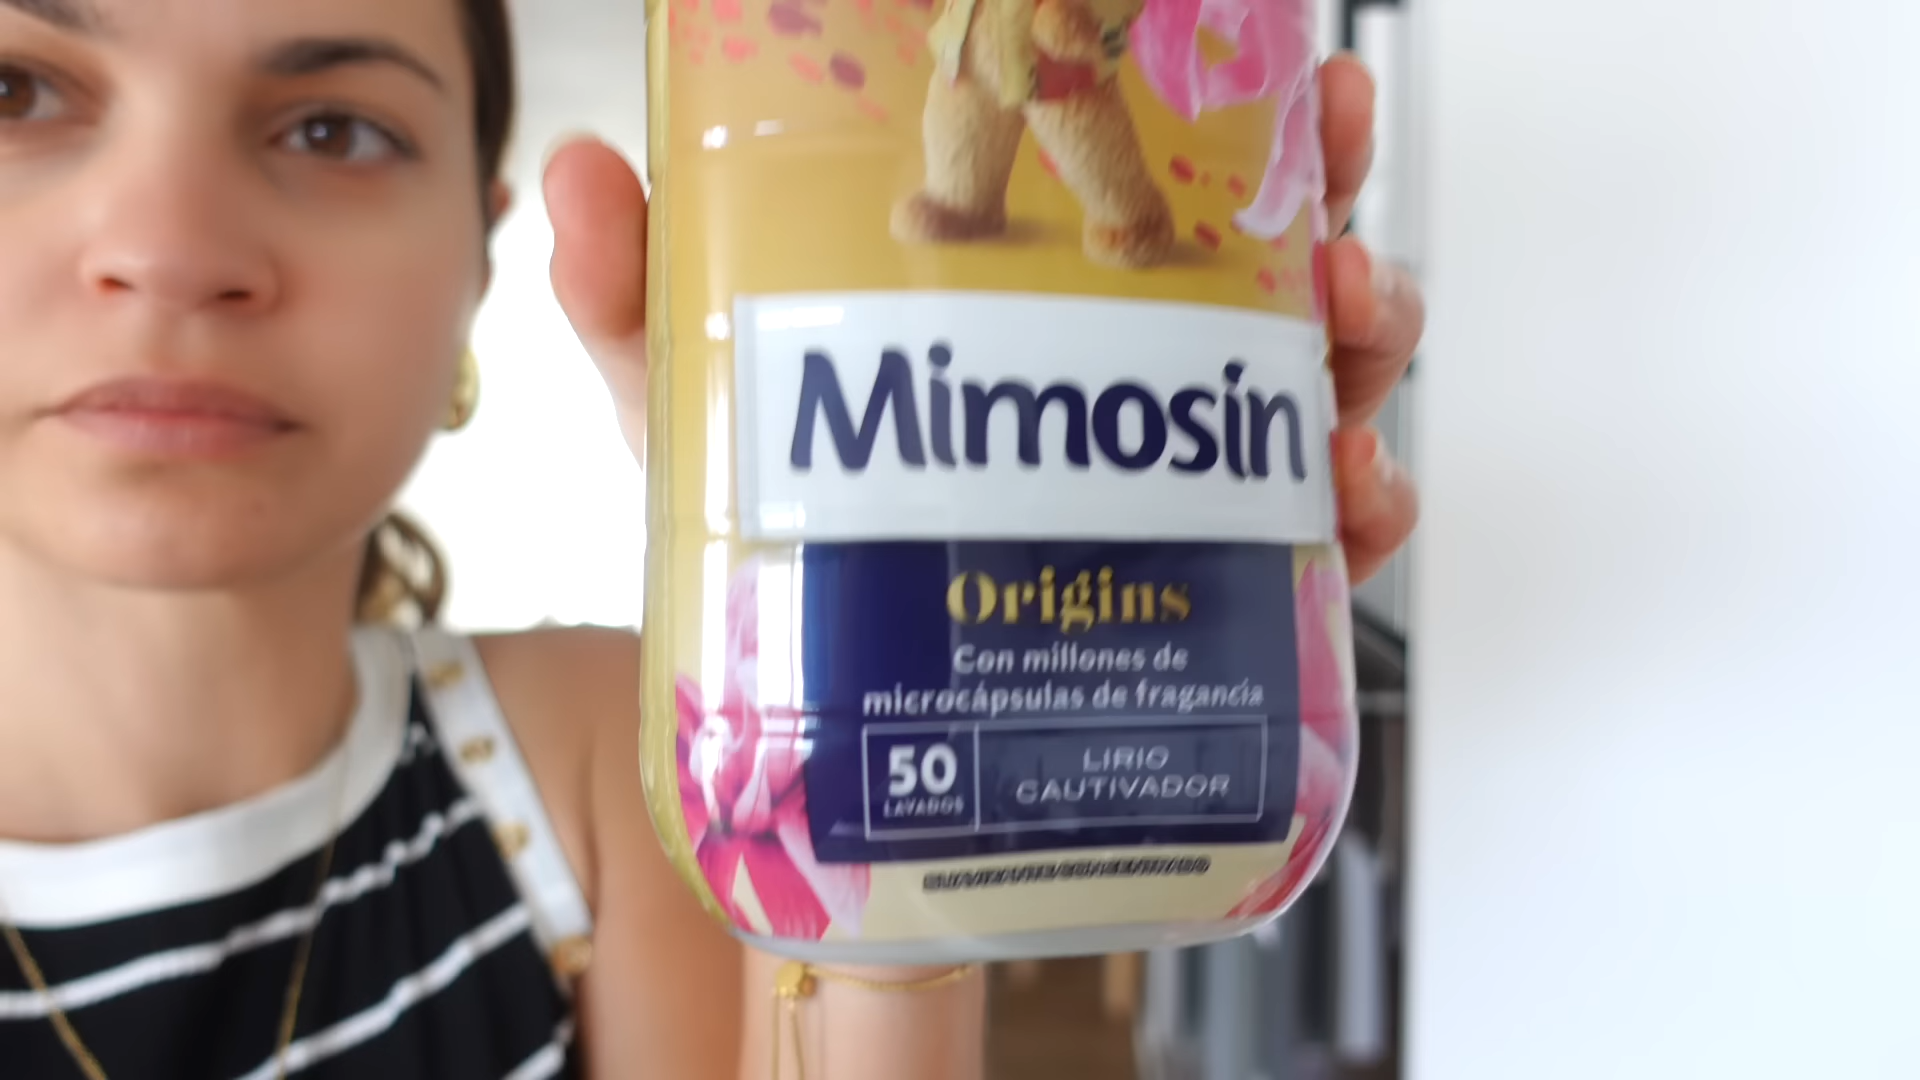 Mimosín
Origins
Con millones de
microcápsulas de fragancia
50
LAVADOS
LIRIO
CAUTIVADOR